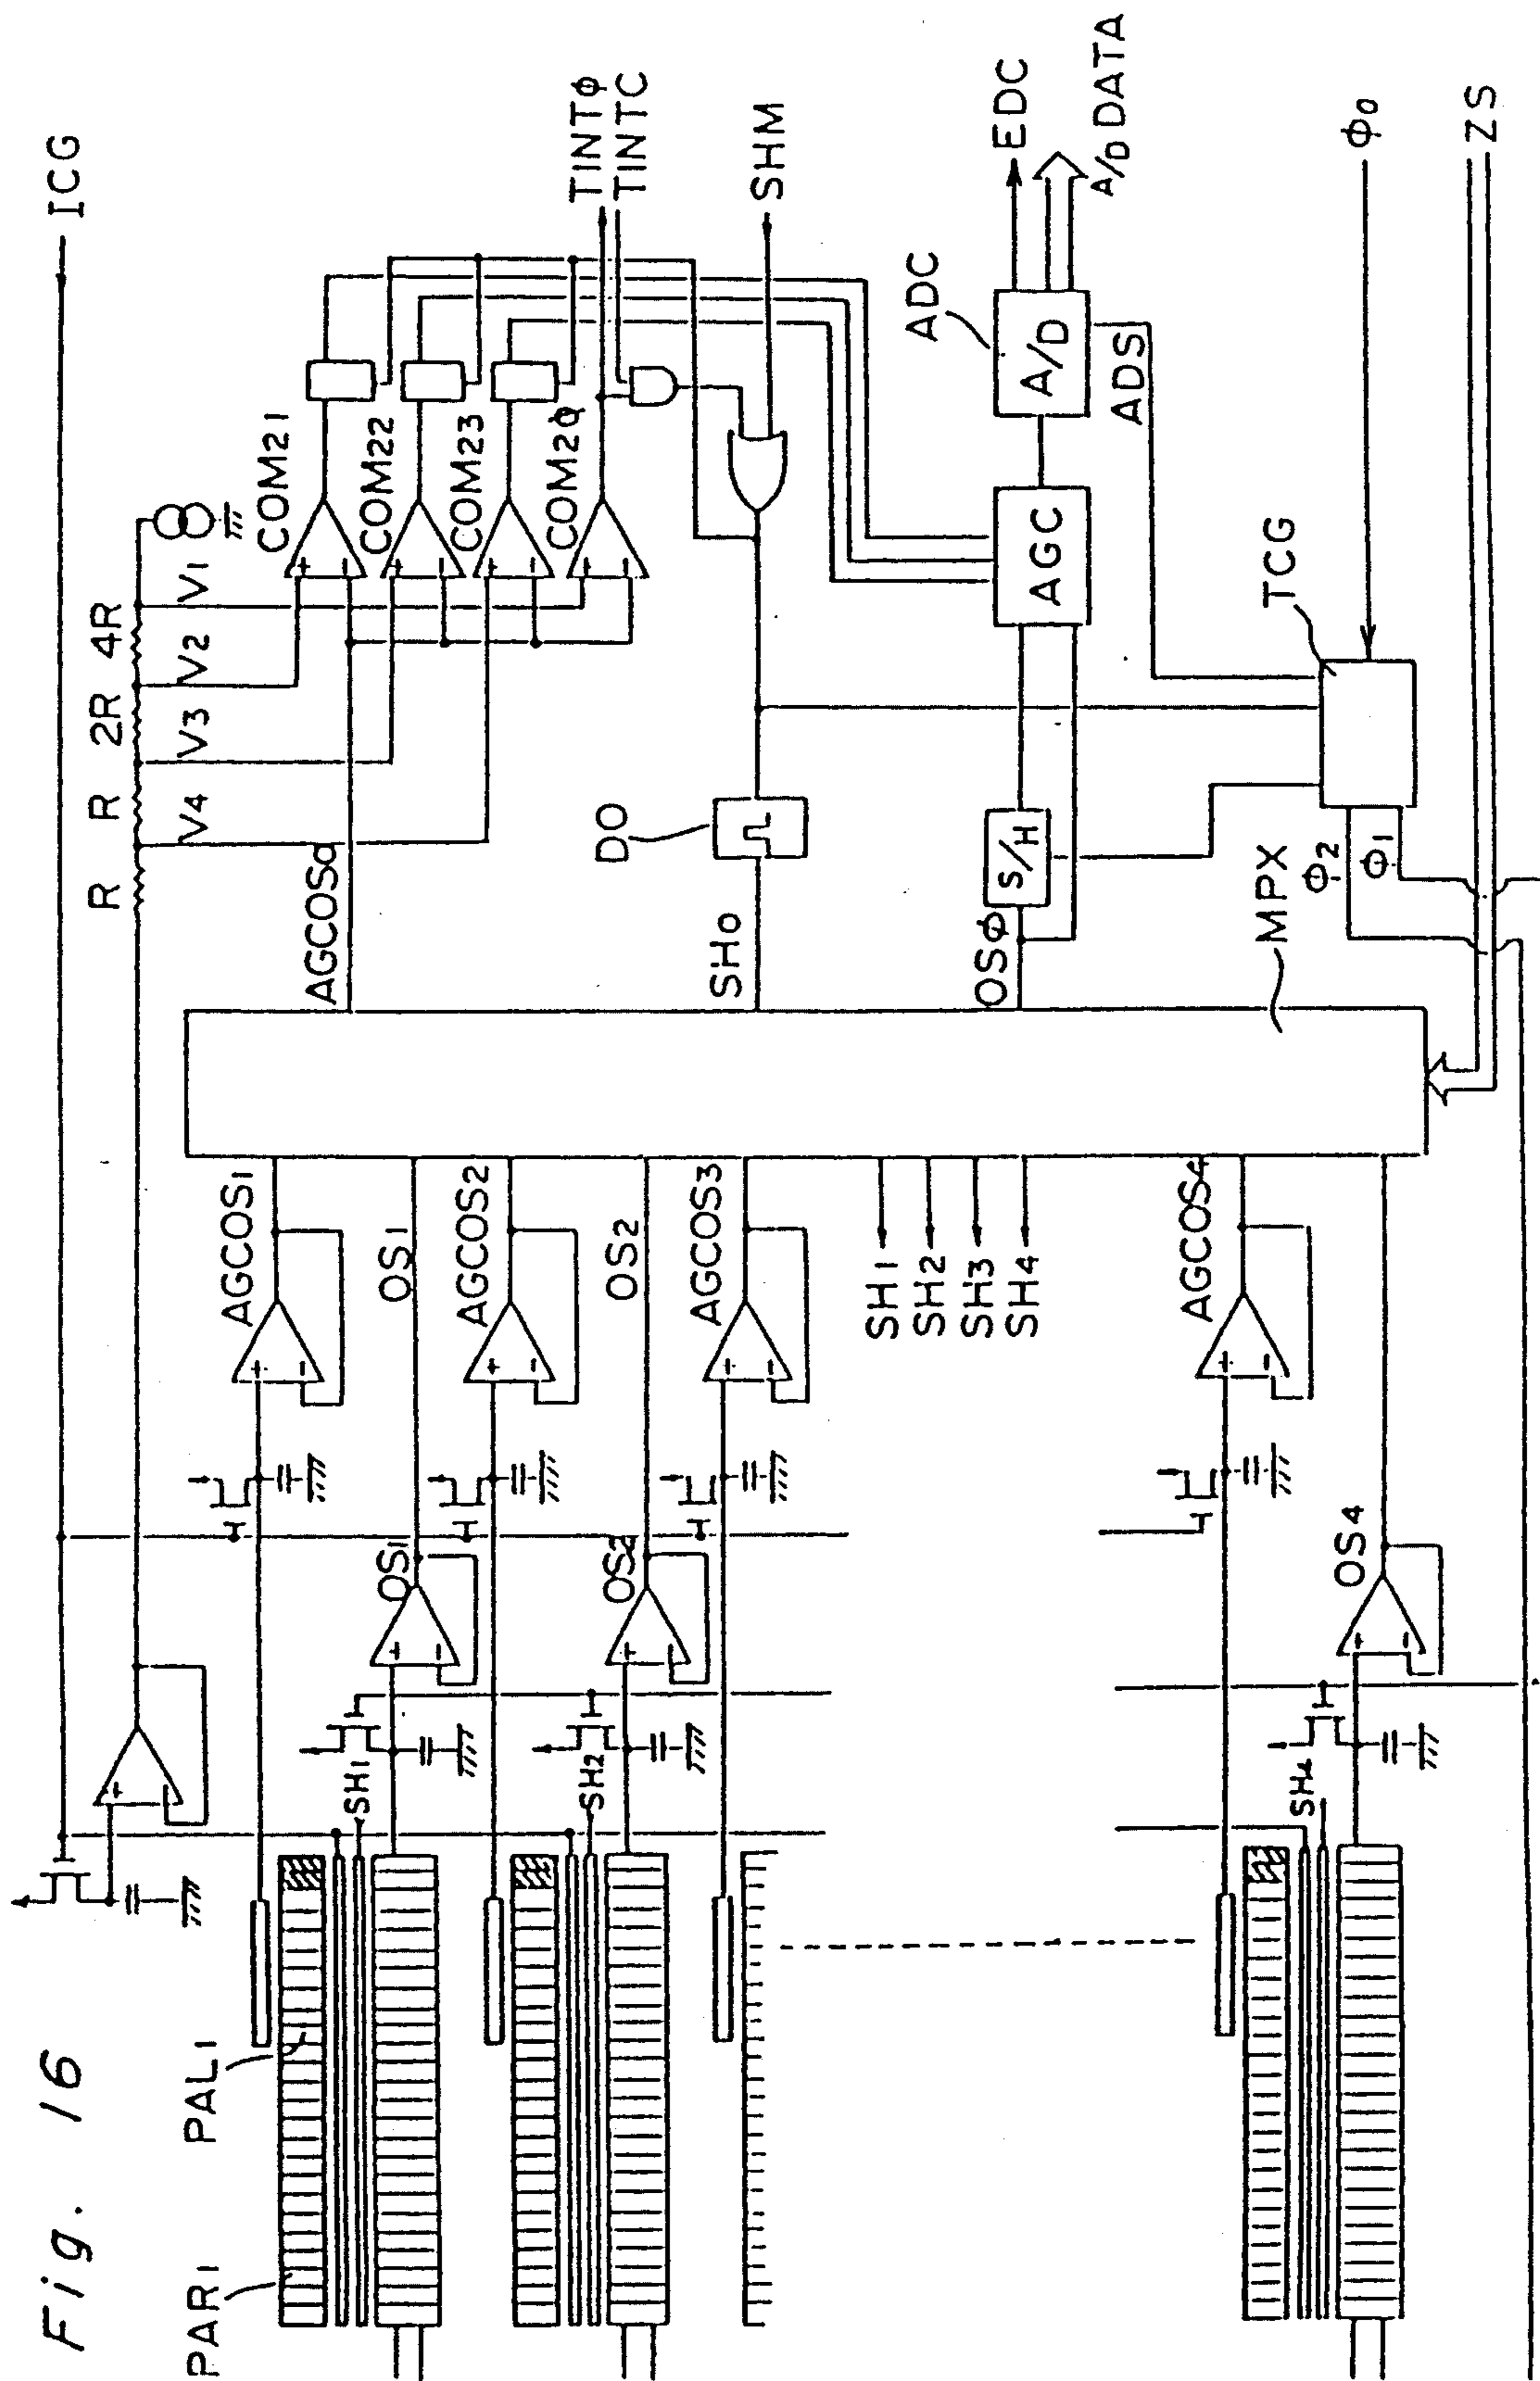 Fig. 16
ICG
R
R
2R
4R
V4
V3
V2
V1
COM21
COM22
COM23
COM2φ
TINTφ
TINTC
SHM
AGCOSa
DO
SHo
OSφ
S/H
AGC
ADC
A/D
EDC
A/D DATA
ADS
TCG
φ0
ZS
φ2
φ1
MPX
AGCOS1
OS1
AGCOS2
OS2
AGCOS3
SH1
SH2
SH3
SH4
AGCOS4
OS1
OS2
OS4
SH1
SH2
SH4
PAL1
PAR1
+
−
+
−
+
−
+
−
+
−
+
−
+
−
+
−
+
−
+
−
+
−
+
−